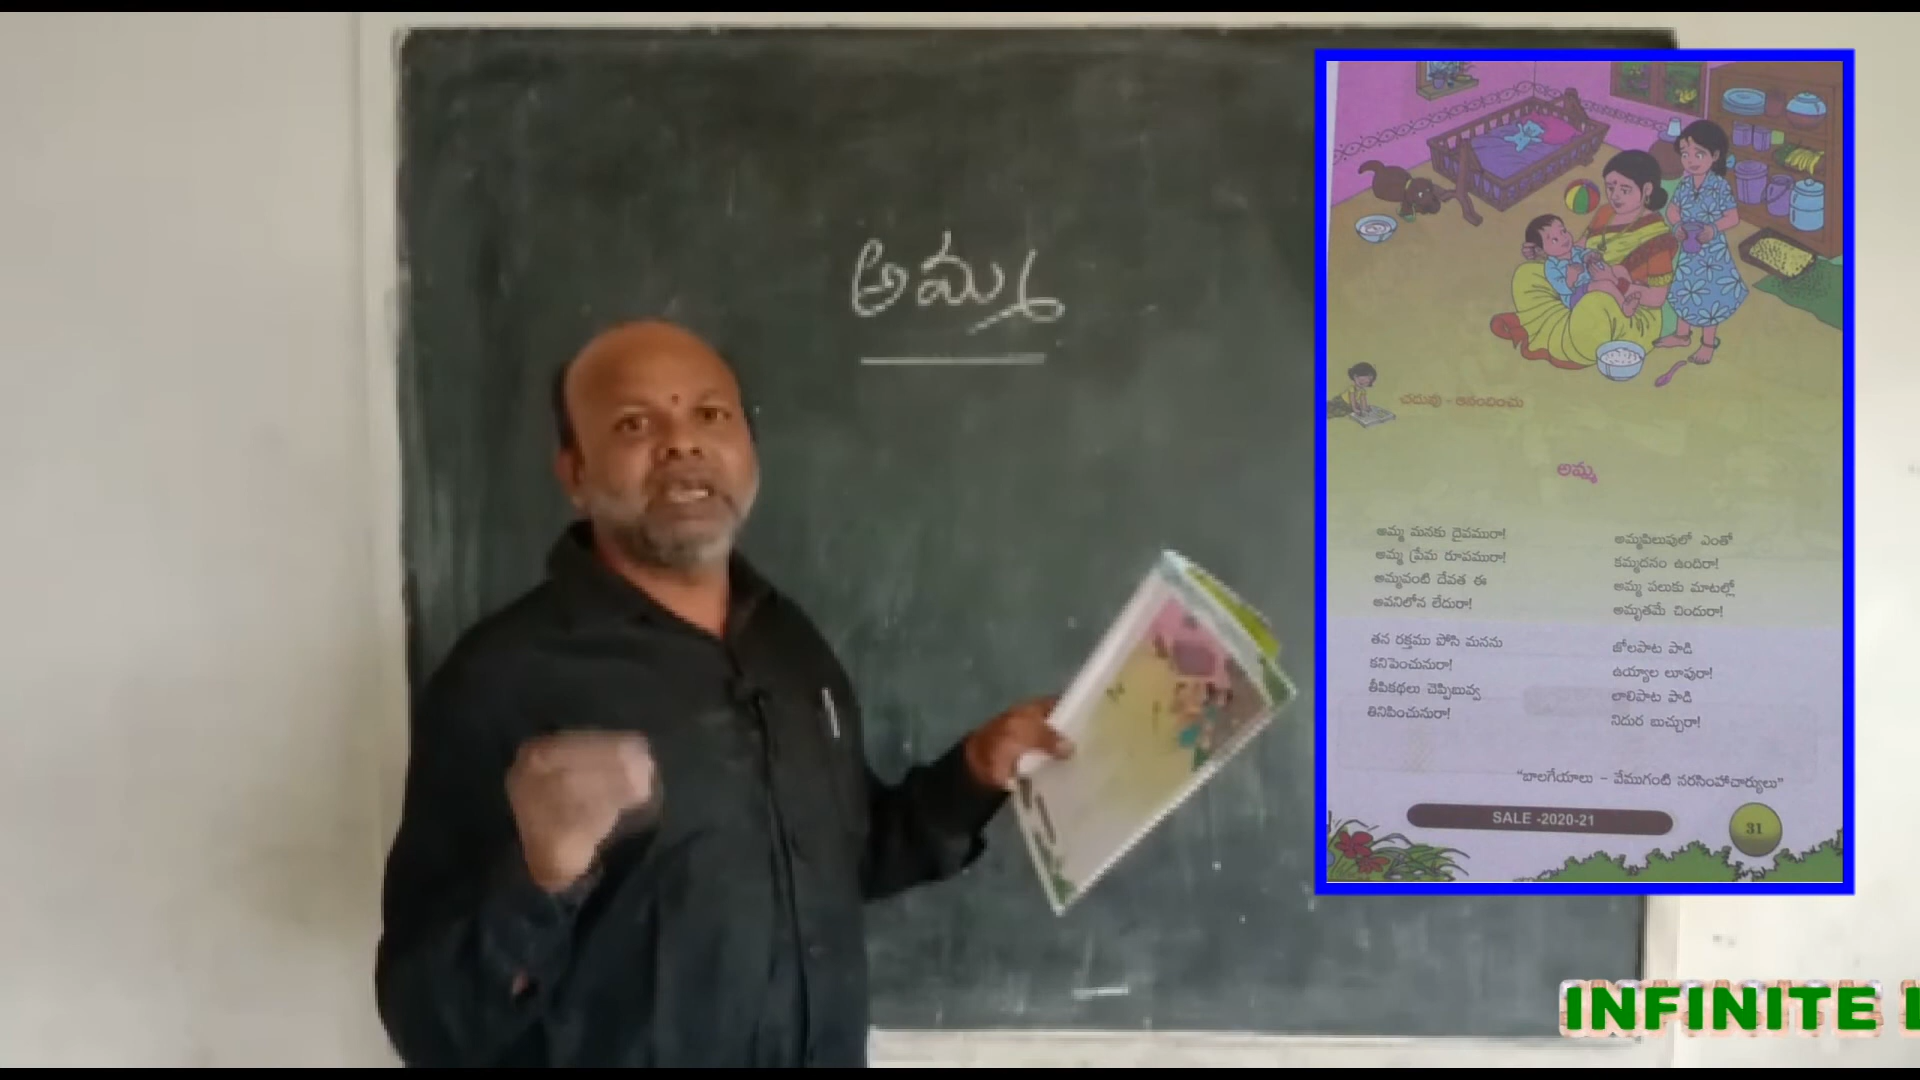 అమ్మ
చదువు - ఆనందించు
అమ్మ
అమ్మ మనకు దైవమురా!
అమ్మ ప్రేమ రూపమురా!
అమ్మవంటి దేవత ఈ
అవనిలోన లేదురా!
తన రక్తము పోసి మనను
కనిపెంచునురా!
తీపికథలు చెప్పిబువ్వ
తినిపించునురా!
అమ్మపిలుపులో ఎంతో
కమ్మదనం ఉందిరా!
అమ్మ పలుకు మాటల్లో
అమృతమే చిందురా!
జోలపాట పాడి
ఉయ్యాల లూపురా!
లాలిపాట పాడి
నిదుర బుచ్చురా!
“బాలగేయాలు - వేముగంటి నరసింహాచార్యులు”
SALE -2020-21
31
INFINITE